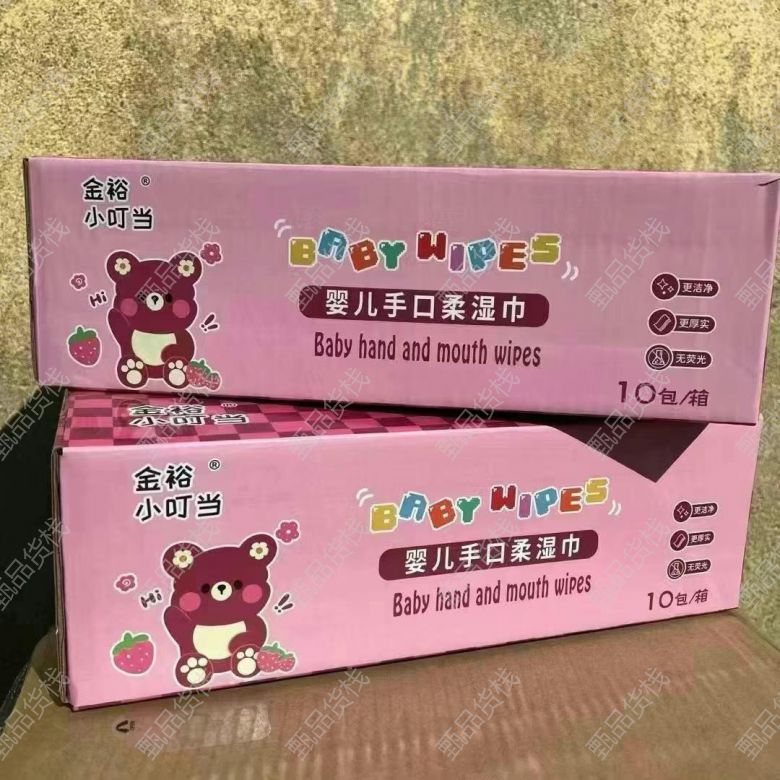 金裕®
小叮当
BABY WIPES
婴儿手口柔湿巾
Baby hand and mouth wipes
Hi
!!
更洁净
更厚实
无荧光
10包/箱
金裕
小叮当
金裕®
小叮当
BABY WIPES
婴儿手口柔湿巾
Baby hand and mouth wipes
Hi
!!
更洁净
更厚实
无荧光
10包/箱
甄品货栈